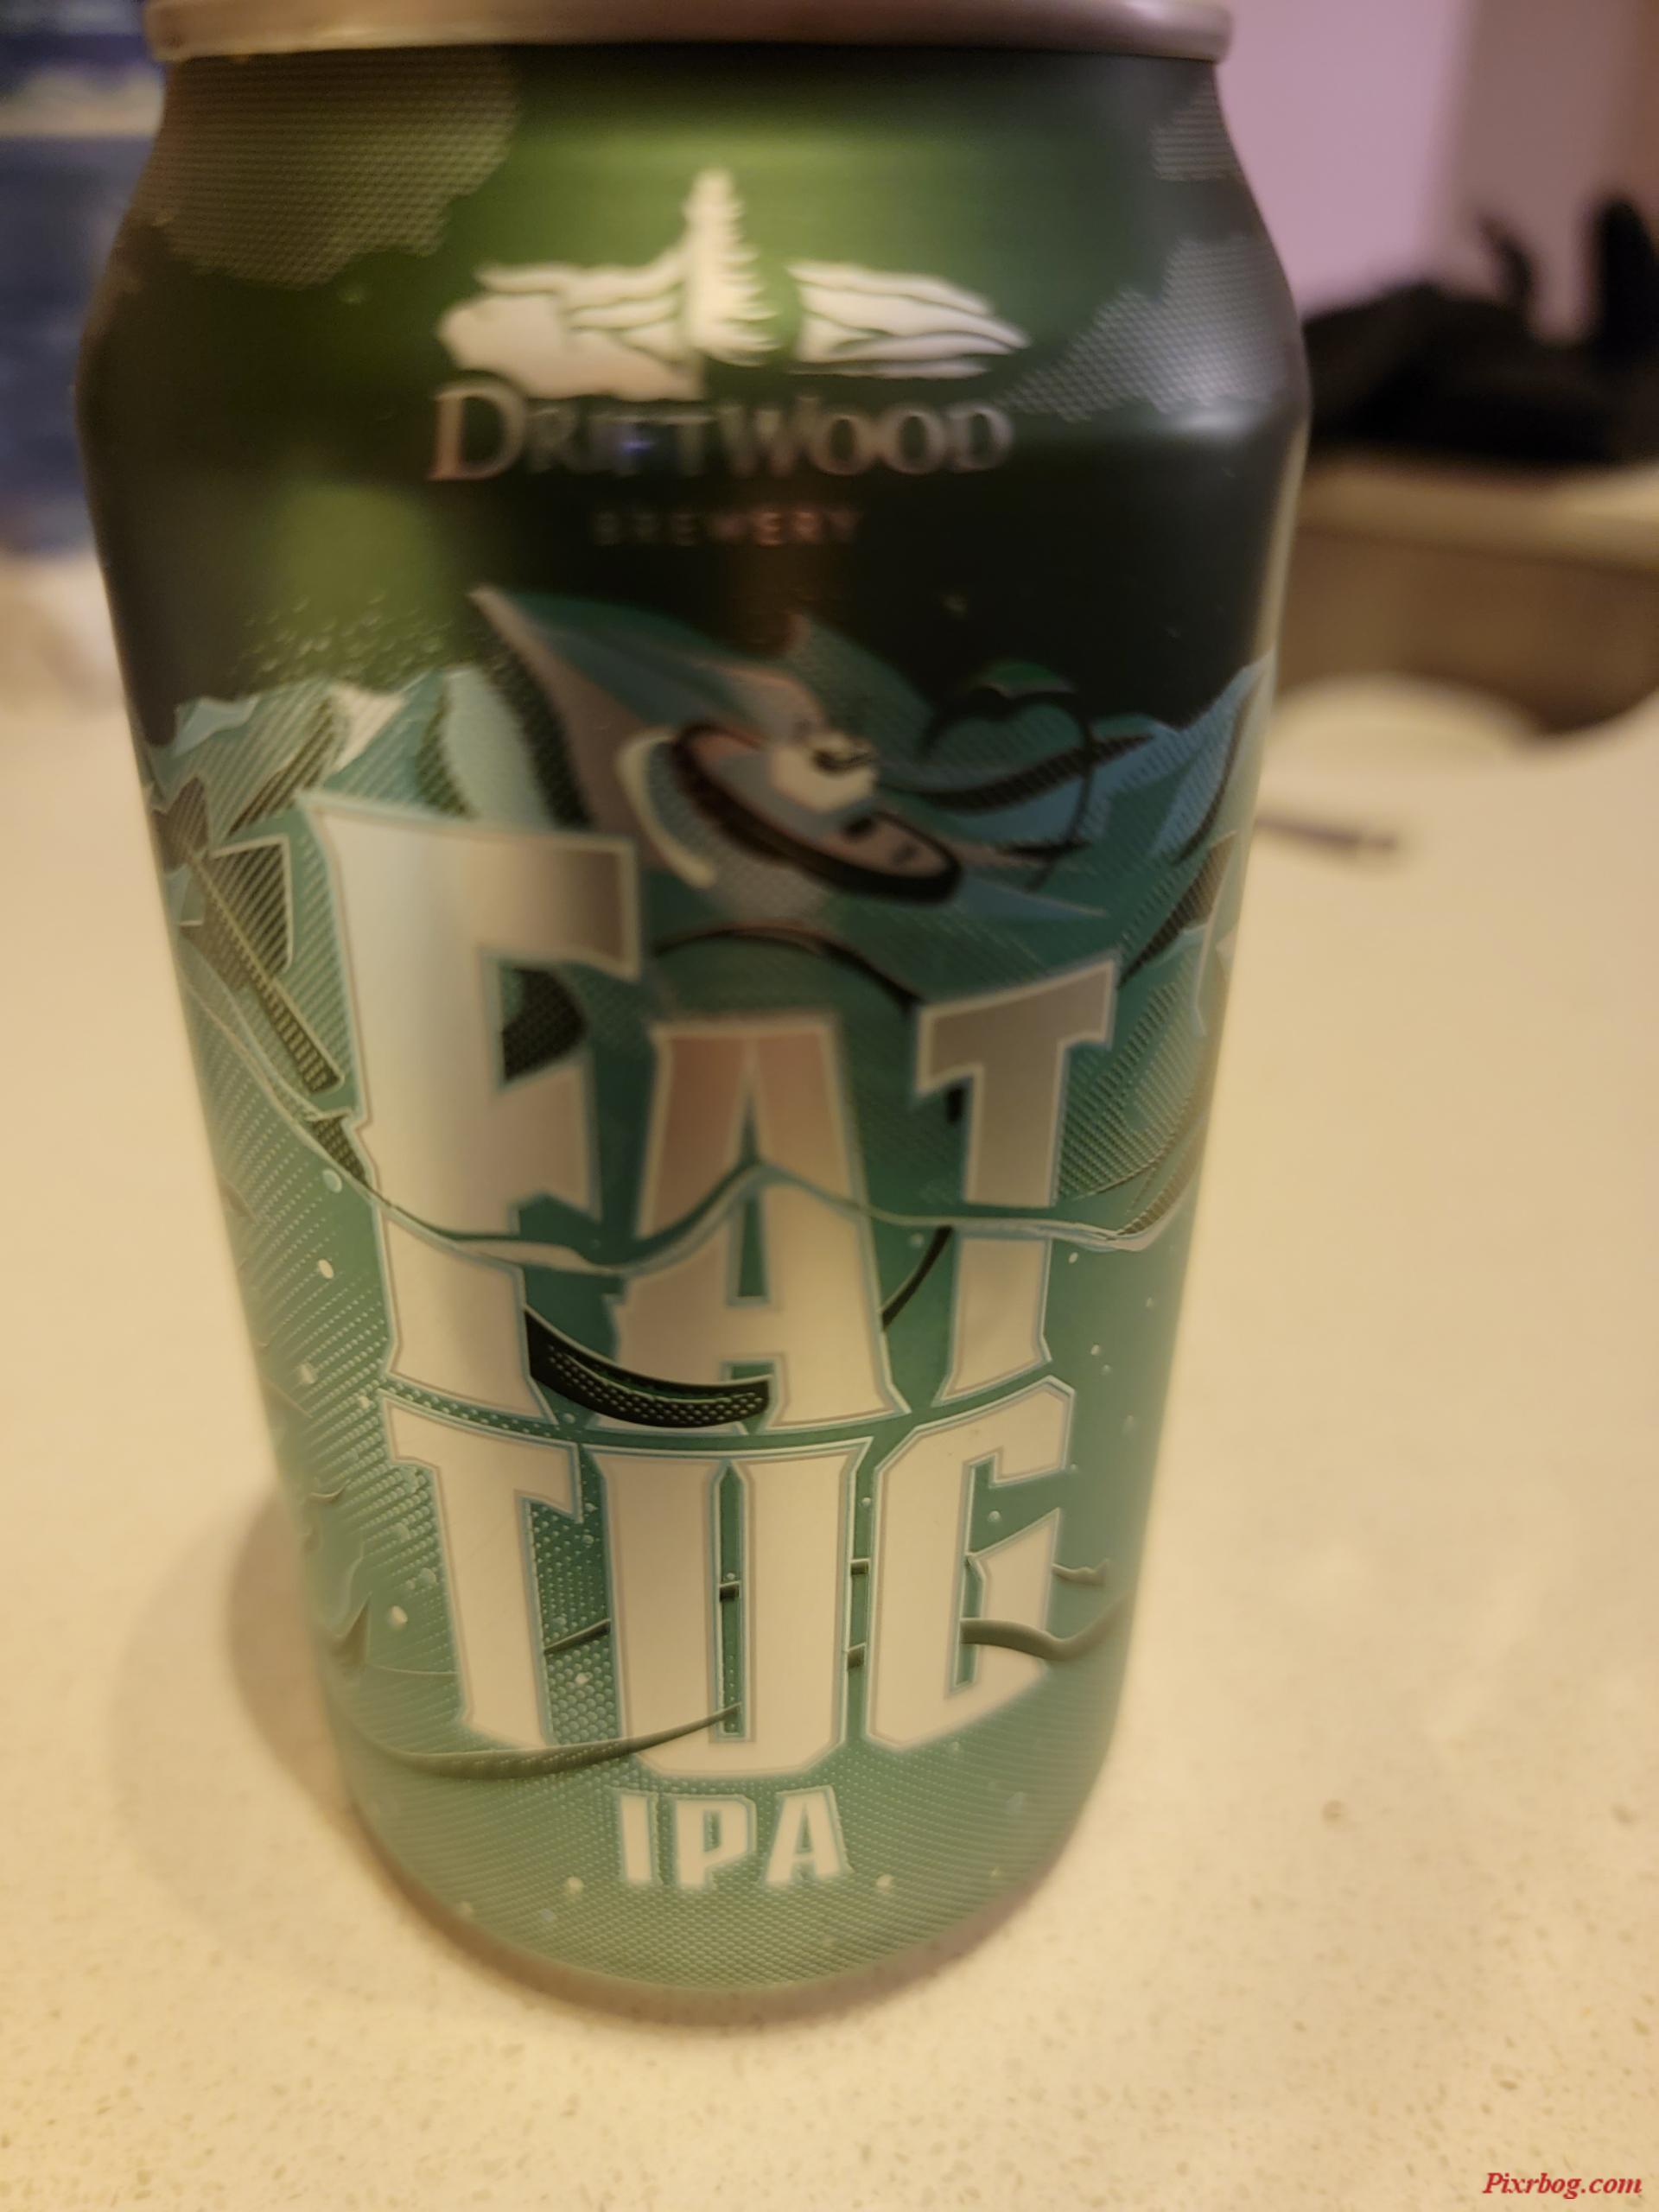 DRIFTWOOD
BREWERY
FAT
TUG
IPA
Pixrbog.com